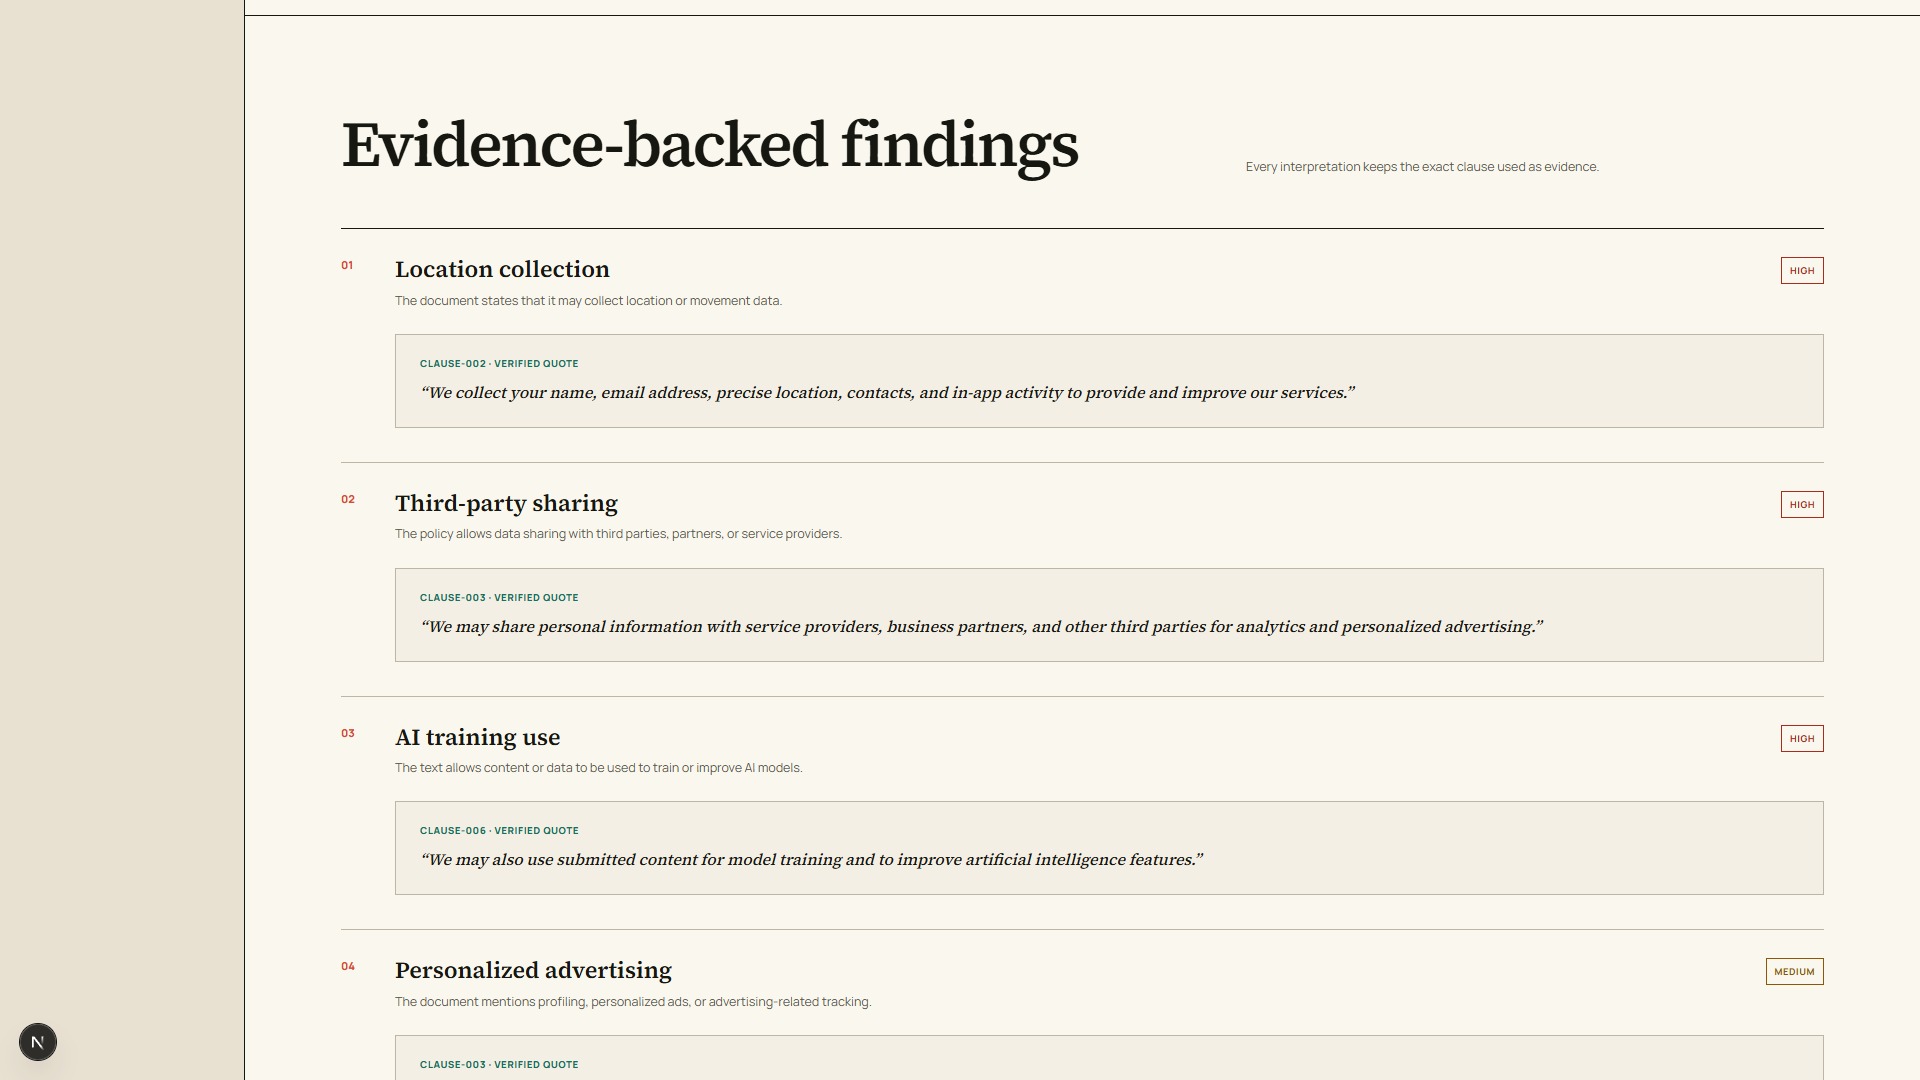 Evidence-backed findings
Every interpretation keeps the exact clause used as evidence.
01
Location collection
HIGH
The document states that it may collect location or movement data.
CLAUSE-002 · VERIFIED QUOTE
“We collect your name, email address, precise location, contacts, and in-app activity to provide and improve our services.”
02
Third-party sharing
HIGH
The policy allows data sharing with third parties, partners, or service providers.
CLAUSE-003 · VERIFIED QUOTE
“We may share personal information with service providers, business partners, and other third parties for analytics and personalized advertising.”
03
AI training use
HIGH
The text allows content or data to be used to train or improve AI models.
CLAUSE-006 · VERIFIED QUOTE
“We may also use submitted content for model training and to improve artificial intelligence features.”
04
Personalized advertising
MEDIUM
The document mentions profiling, personalized ads, or advertising-related tracking.
CLAUSE-003 · VERIFIED QUOTE
N